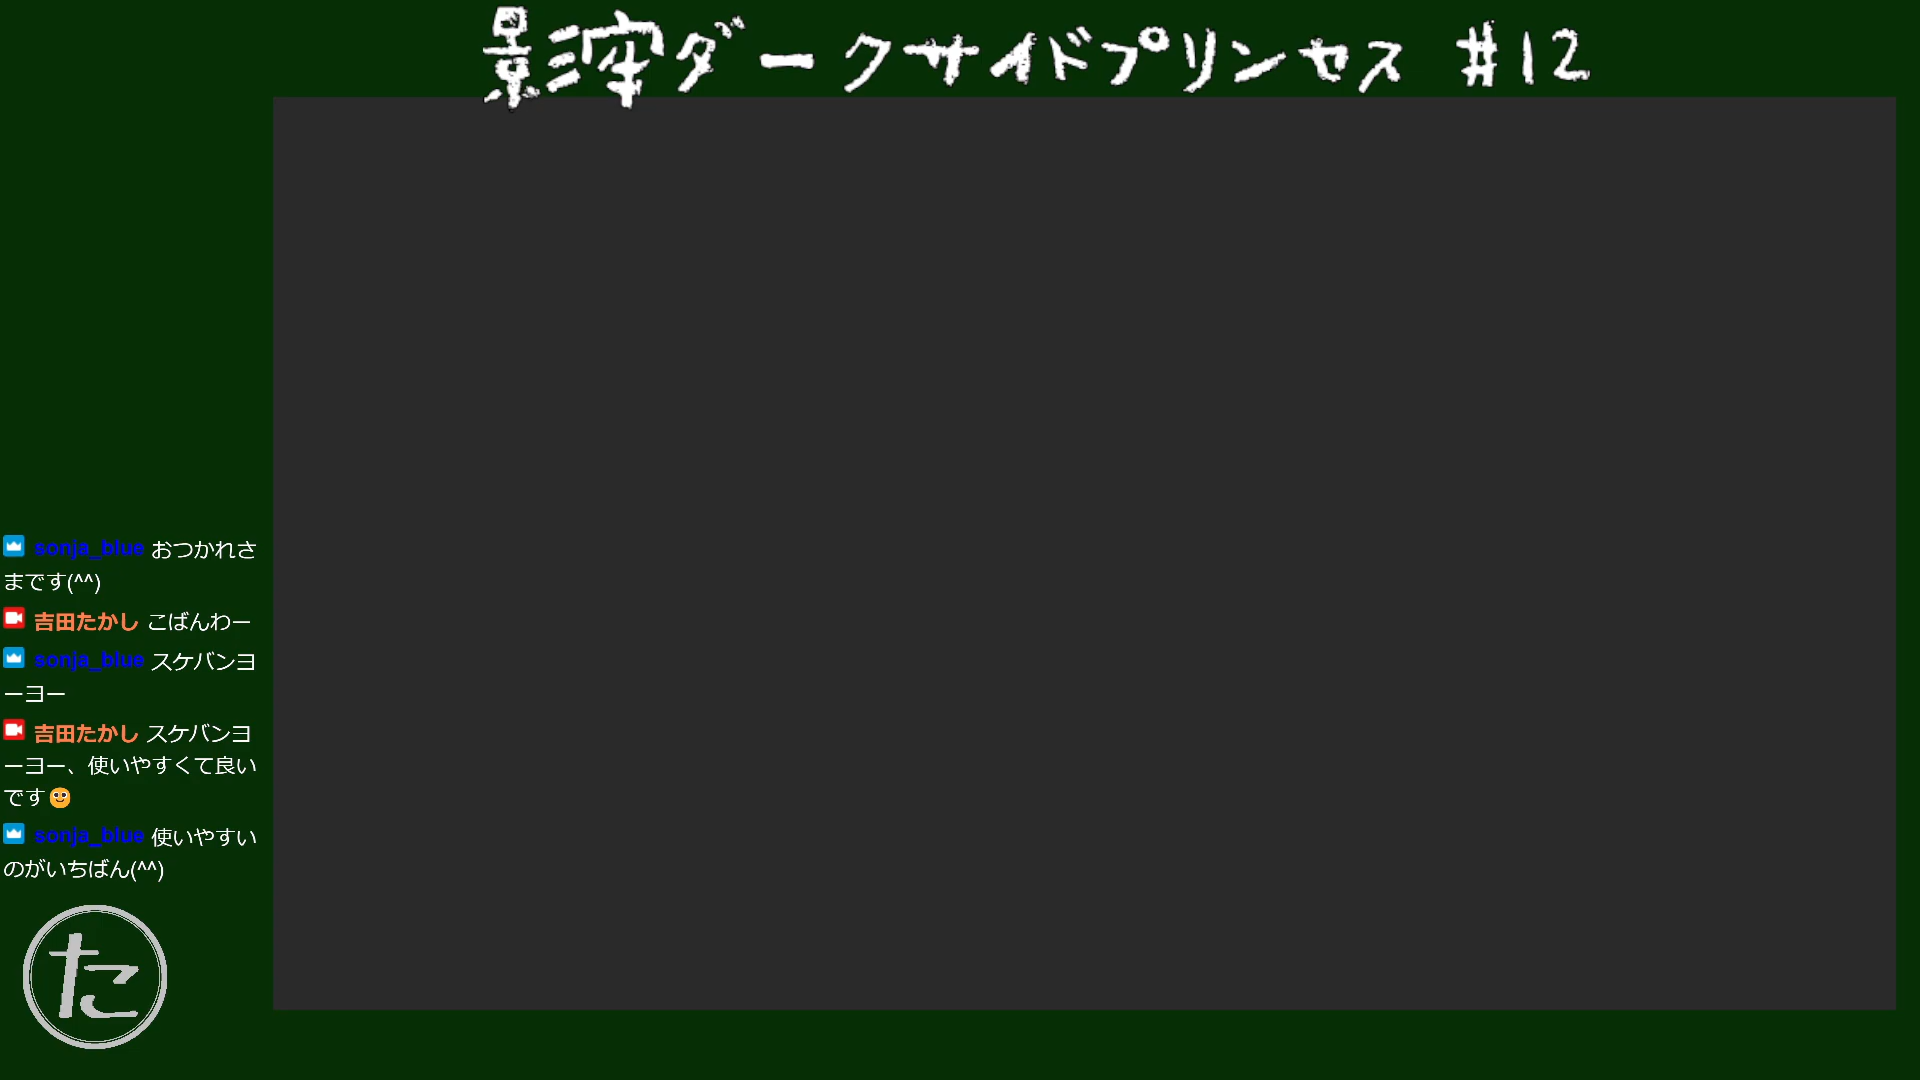 影澤ダークサイドプリンセス #12
sonja_blue おつかれさ
までです(^^)
吉田たかし こばんわー
sonja_blue スケバンヨ
ーヨー
吉田たかし スケバンヨ
ーヨー、使いやすくて良い
です
sonja_blue 使いやすい
のがいちばん(^^)
たこ